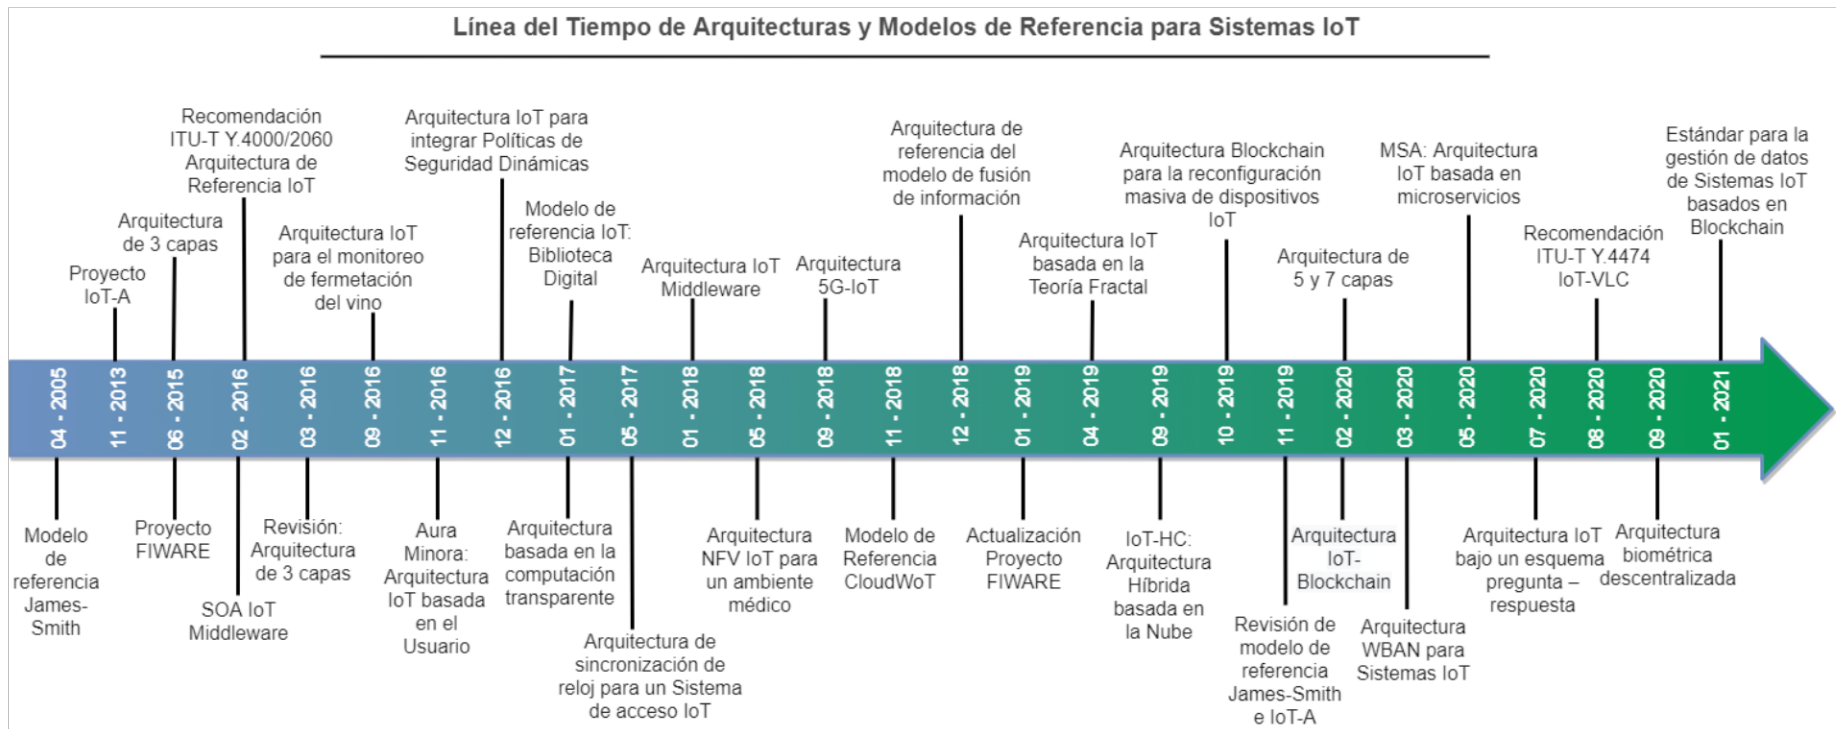 Línea del Tiempo de Arquitecturas y Modelos de Referencia para Sistemas IoT
Proyecto
IoT-A
Arquitectura
de 3 capas
Recomendación
ITU-T Y.4000/2060
Arquitectura de
Referencia IoT
Arquitectura IoT
para el monitoreo
de fermetación
del vino
Arquitectura IoT para
integrar Políticas de
Seguridad Dinámicas
Modelo de
referencia IoT:
Biblioteca
Digital
Arquitectura IoT
Middleware
Arquitectura
5G-IoT
Arquitectura de
referencia del
modelo de fusión
de información
Arquitectura IoT
basada en la
Teoría Fractal
Arquitectura Blockchain
para la reconfiguración
masiva de dispositivos
IoT
Arquitectura de
5 y 7 capas
MSA: Arquitectura
IoT basada en
microservicios
Recomendación
ITU-T Y.4474
IoT-VLC
Estándar para la
gestión de datos
de Sistemas IoT
basados en
Blockchain
04 - 2005
11 - 2013
06 - 2015
02 - 2016
03 - 2016
09 - 2016
11 - 2016
12 - 2016
01 - 2017
05 - 2017
01 - 2018
05 - 2018
09 - 2018
11 - 2018
12 - 2018
01 - 2019
04 - 2019
09 - 2019
10 - 2019
11 - 2019
02 - 2020
03 - 2020
05 - 2020
07 - 2020
08 - 2020
09 - 2020
01 - 2021
Modelo
de
referencia
James-
Smith
Proyecto
FIWARE
SOA IoT
Middleware
Revisión:
Arquitectura
de 3 capas
Aura
Minora:
Arquitectura
IoT basada
en el
Usuario
Arquitectura
basada en la
computación
transparente
Arquitectura de
sincronización de
reloj para un Sistema
de acceso IoT
Arquitectura
NFV IoT para
un ambiente
médico
Modelo de
Referencia
CloudWoT
Actualización
Proyecto
FIWARE
IoT-HC:
Arquitectura
Híbrida
basada en
la Nube
Revisión de
modelo de
referencia
James-Smith
e IoT-A
Arquitectura
IoT-
Blockchain
Arquitectura
WBAN para
Sistemas IoT
Arquitectura IoT
bajo un esquema
pregunta –
respuesta
Arquitectura
biométrica
descentralizada